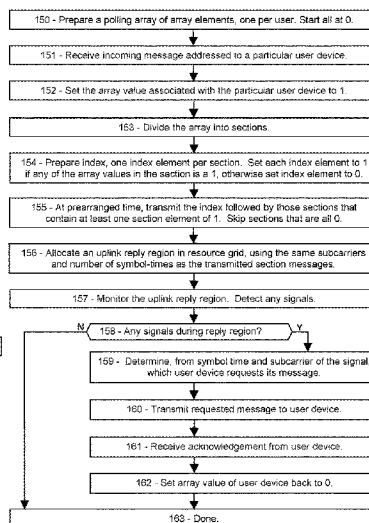 150 - Prepare a polling array of array elements, one per user. Start all at 0.
151 - Receive incoming message addressed to a particular user device.
152 - Set the array value associated with the particular user device to 1.
153 - Divide the array into sections.
154 - Prepare index, one index element per section. Set each index element to 1
if any of the array values in the section is a 1, otherwise set index element to 0.
155 - At prearranged time, transmit the index followed by those sections that
contain at least one section element of 1. Skip sections that are all 0.
156 - Allocate an uplink reply region in resource grid, using the same subcarriers
and number of symbol-times as the transmitted section messages.
157 - Monitor the uplink reply region. Detect any signals.
N
158 - Any signals during reply region?
Y
159 - Determine, from symbol time and subcarrier of the signal,
which user device requests its message.
160 - Transmit requested message to user device.
161 - Receive acknowledgement from user device.
162 - Set array value of user device back to 0.
163 - Done.